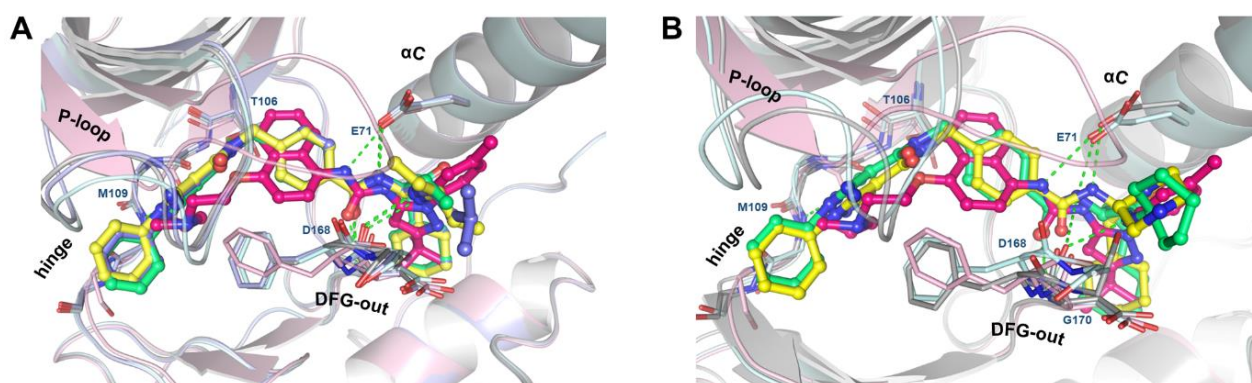 A
αC
P-loop
T106
E71
M109
hinge
D168
DFG-out
B
αC
P-loop
T106
E71
M109
hinge
D168
G170
DFG-out